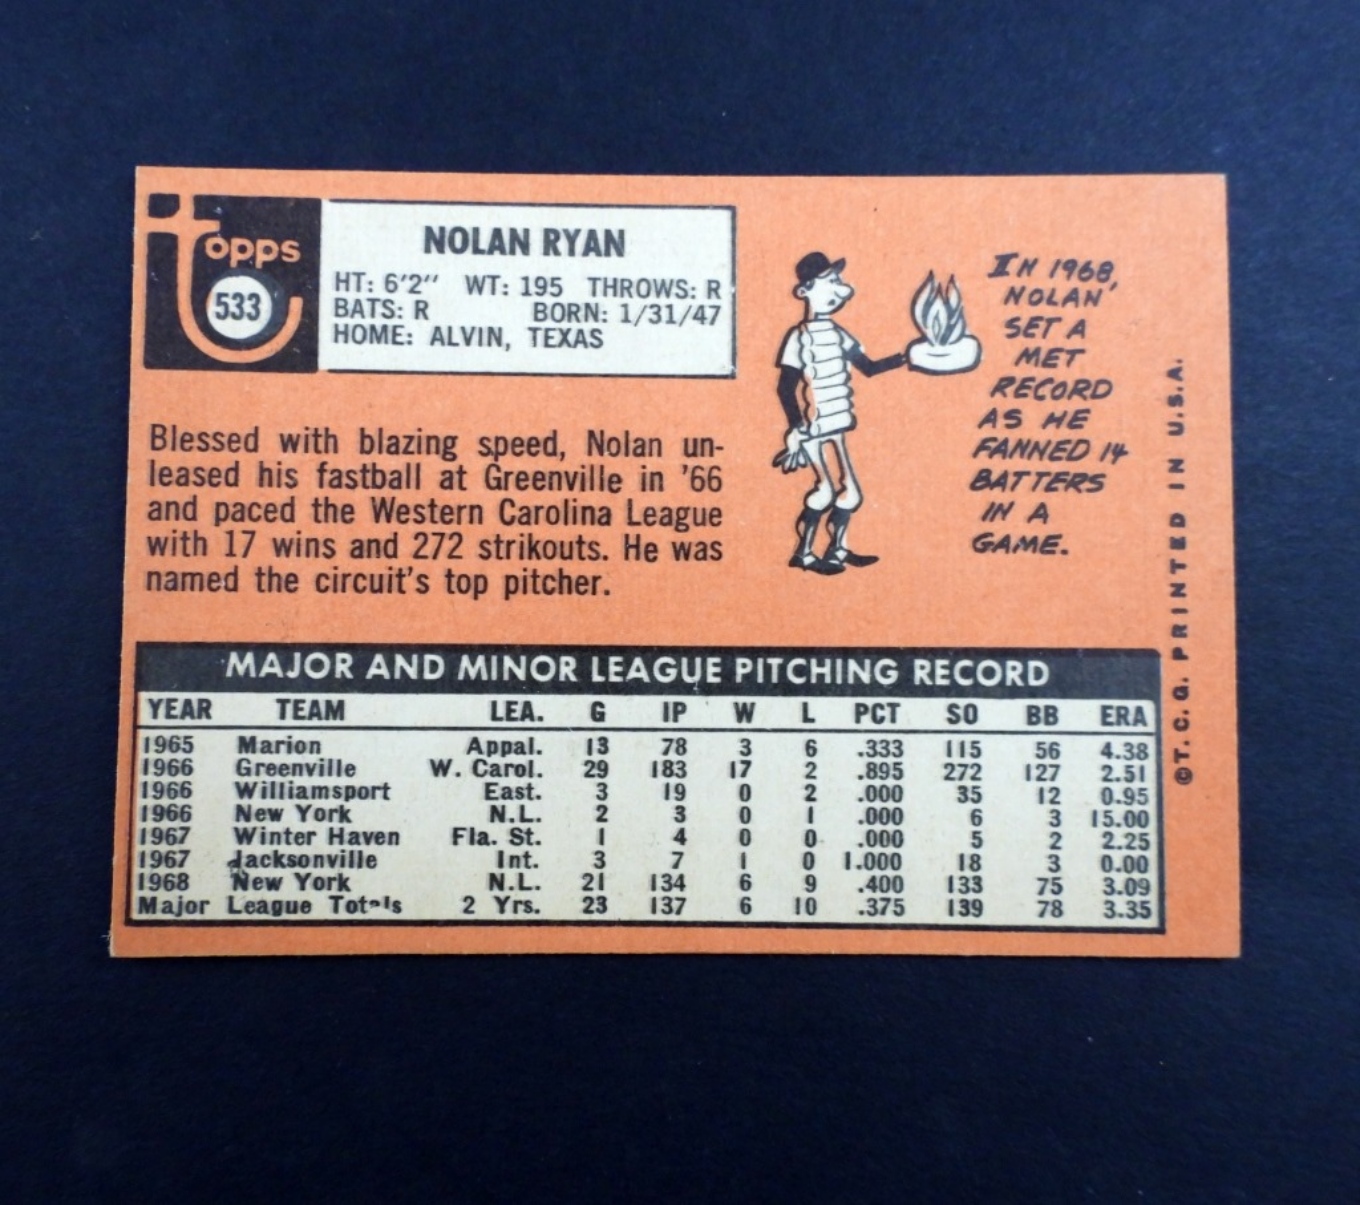 topps
533
NOLAN RYAN
HT: 6'2" WT: 195 THROWS: R
BATS: R BORN: 1/31/47
HOME: ALVIN, TEXAS
Blessed with blazing speed, Nolan un-
leased his fastball at Greenville in '66
and paced the Western Carolina League
with 17 wins and 272 strikouts. He was
named the circuit's top pitcher.
IN 1968,
NOLAN
SET A
MET
RECORD
AS HE
FANNED 14
BATTERS
IN A
GAME.
©T. C. G. PRINTED IN U.S.A.
MAJOR AND MINOR LEAGUE PITCHING RECORD
YEAR TEAM LEA. G IP W L PCT SO BB ERA
1965 Marion Appal. 13 78 3 6 .333 115 56 4.38
1966 Greenville W. Carol. 29 183 17 2 .895 272 127 2.51
1966 Williamsport East. 3 19 0 2 .000 35 12 0.95
1966 New York N.L. 2 3 0 1 .000 6 3 15.00
1967 Winter Haven Fla. St. 1 4 0 0 .000 5 2 2.25
1967 Jacksonville Int. 3 7 1 0 1.000 18 3 0.00
1968 New York N.L. 21 134 6 9 .400 133 75 3.09
Major League Totals 2 Yrs. 23 137 6 10 .375 139 78 3.35